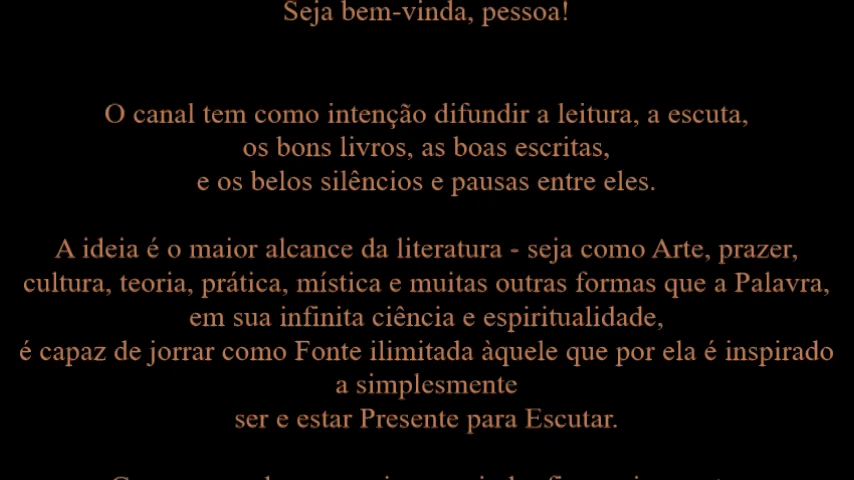 Seja bem-vinda, pessoa!
O canal tem como intenção difundir a leitura, a escuta,
os bons livros, as boas escritas,
e os belos silêncios e pausas entre eles.
A ideia é o maior alcance da literatura - seja como Arte, prazer,
cultura, teoria, prática, mística e muitas outras formas que a Palavra,
em sua infinita ciência e espiritualidade,
é capaz de jorrar como Fonte ilimitada àquele que por ela é inspirado
a simplesmente
ser e estar Presente para Escutar.